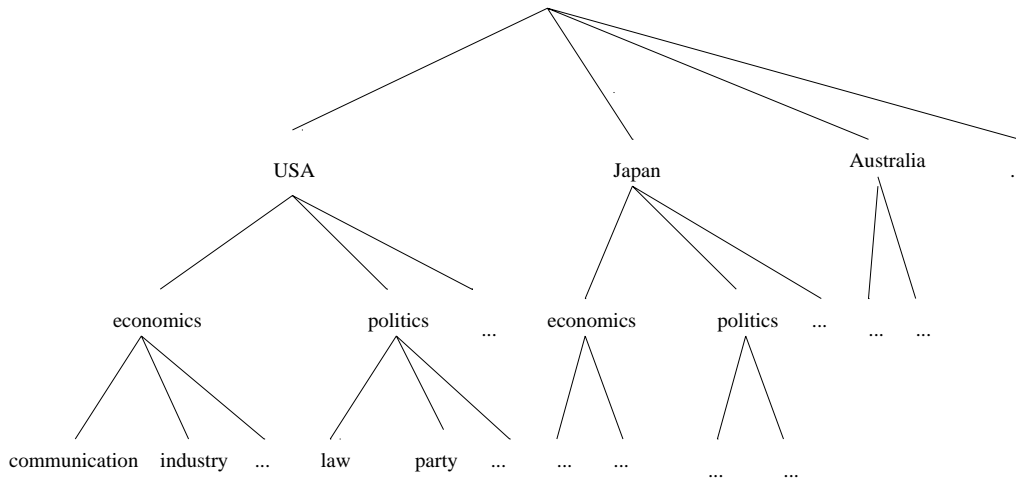 USA Japan Australia .
economics politics ... economics politics ... ... ...
communication industry ... law party ... ... ... ... ...